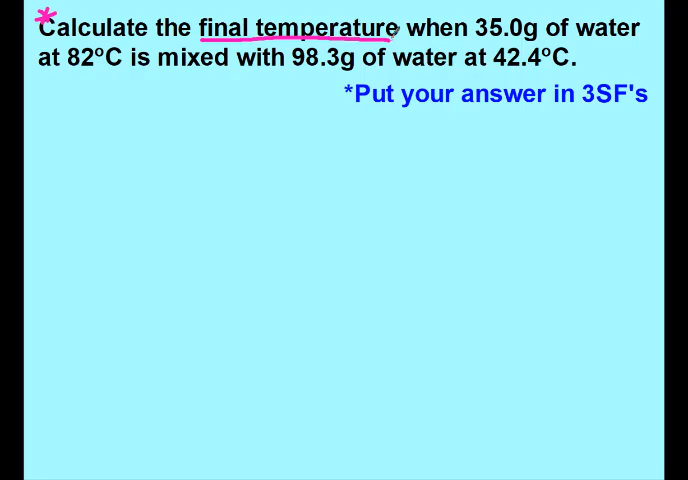 Calculate the final temperature when 35.0g of water
at 82ºC is mixed with 98.3g of water at 42.4ºC.
*Put your answer in 3SF's